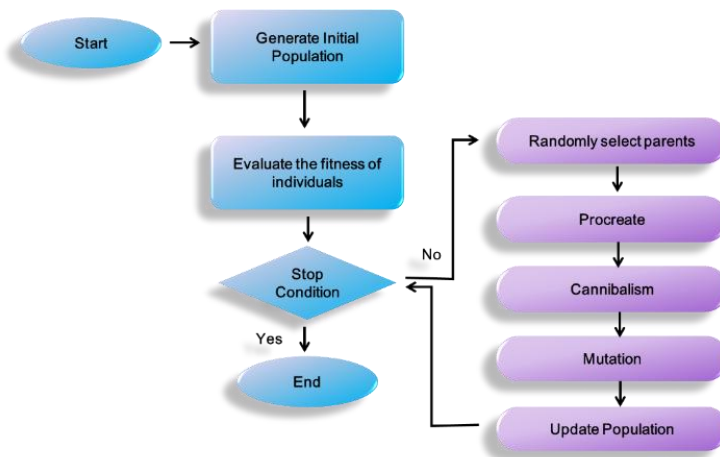 Start
Generate Initial
Population
Evaluate the fitness of
individuals
Stop
Condition
No
Yes
End
Randomly select parents
Procreate
Cannibalism
Mutation
Update Population